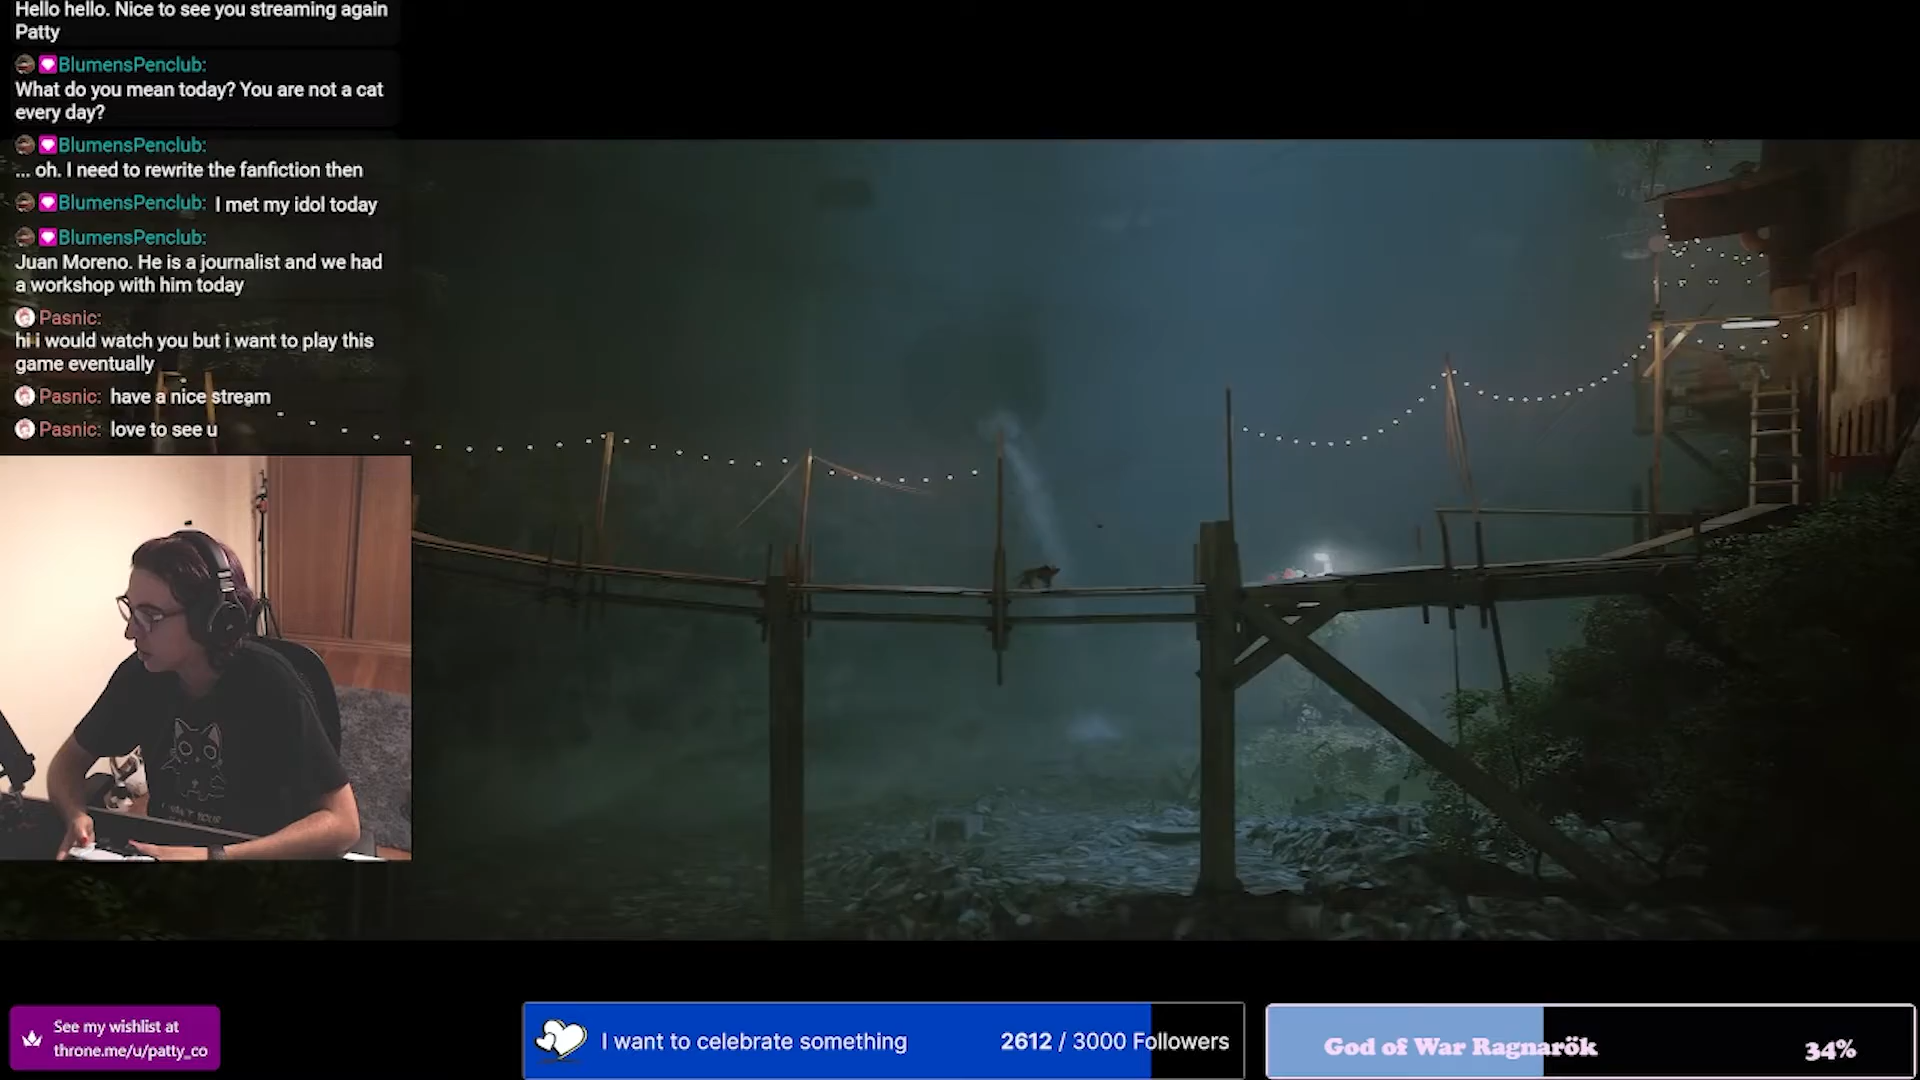 Hello hello. Nice to see you streaming again
Patty
BlumensPenclub:
What do you mean today? You are not a cat
every day?
BlumensPenclub:
... oh. I need to rewrite the fanfiction then
BlumensPenclub: I met my idol today
BlumensPenclub:
Juan Moreno. He is a journalist and we had
a workshop with him today
Pasnic:
hi i would watch you but i want to play this
game eventually
Pasnic: have a nice stream
Pasnic: love to see u
See my wishlist at
throne.me/u/patty_co
I want to celebrate something 2612 / 3000 Followers
God of War Ragnarök 34%